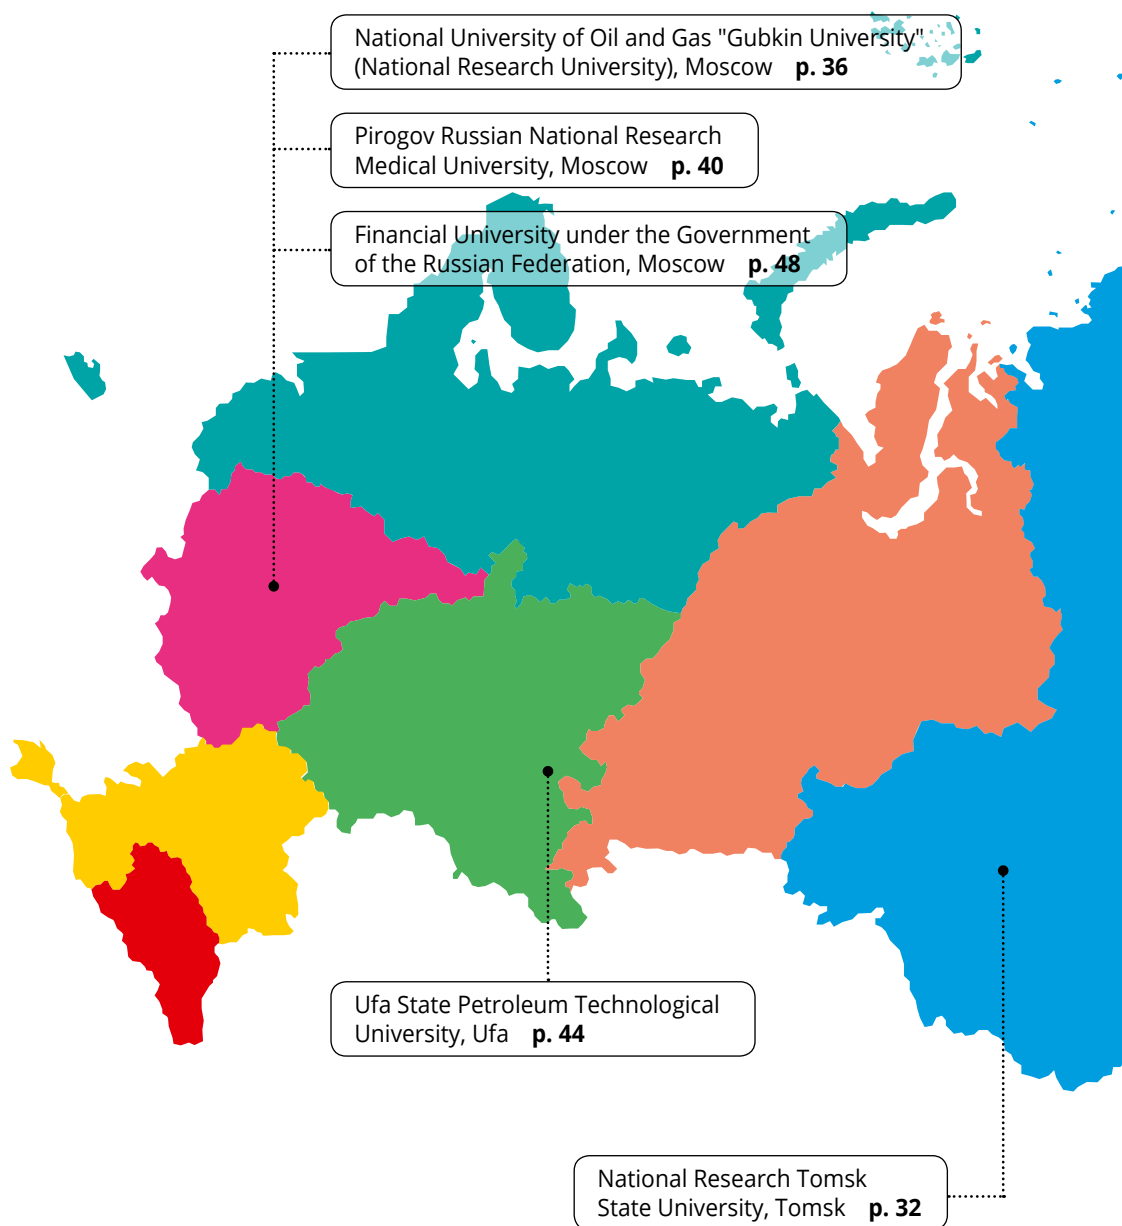 National University of Oil and Gas "Gubkin University"
(National Research University), Moscow p. 36
Pirogov Russian National Research
Medical University, Moscow p. 40
Financial University under the Government
of the Russian Federation, Moscow p. 48
Ufa State Petroleum Technological
University, Ufa p. 44
National Research Tomsk
State University, Tomsk p. 32